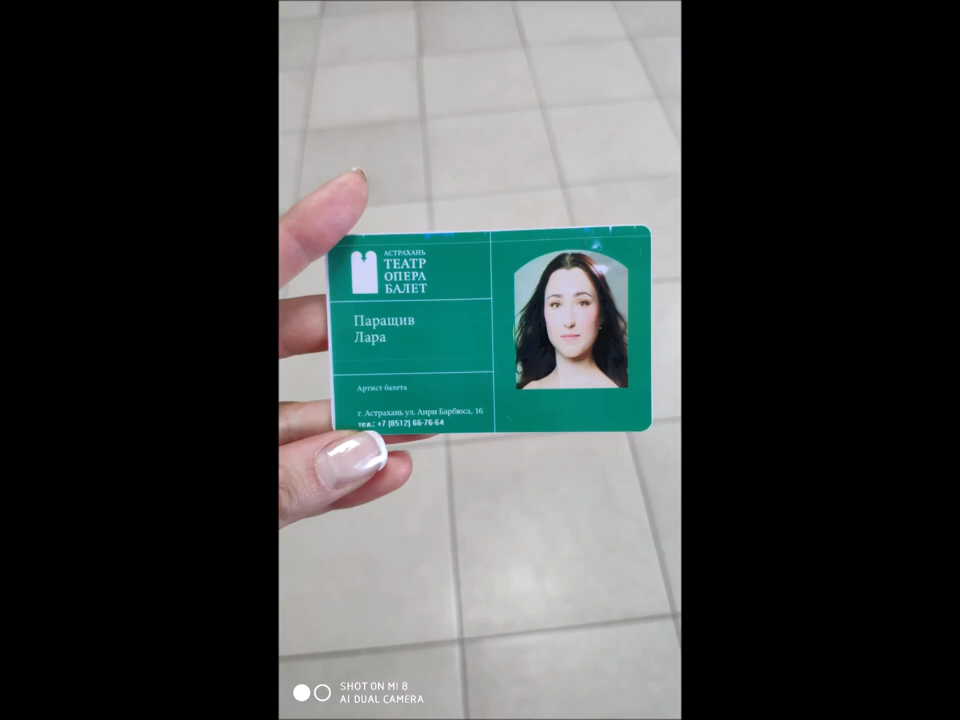 АСТРАХАНЬ
ТЕАТР
ОПЕРА
БАЛЕТ
Паращив
Лара
Артист балета
г. Астрахань ул. Анри Барбюса, 16
тел.: +7 (8512) 66-76-64
SHOT ON MI 8
AI DUAL CAMERA